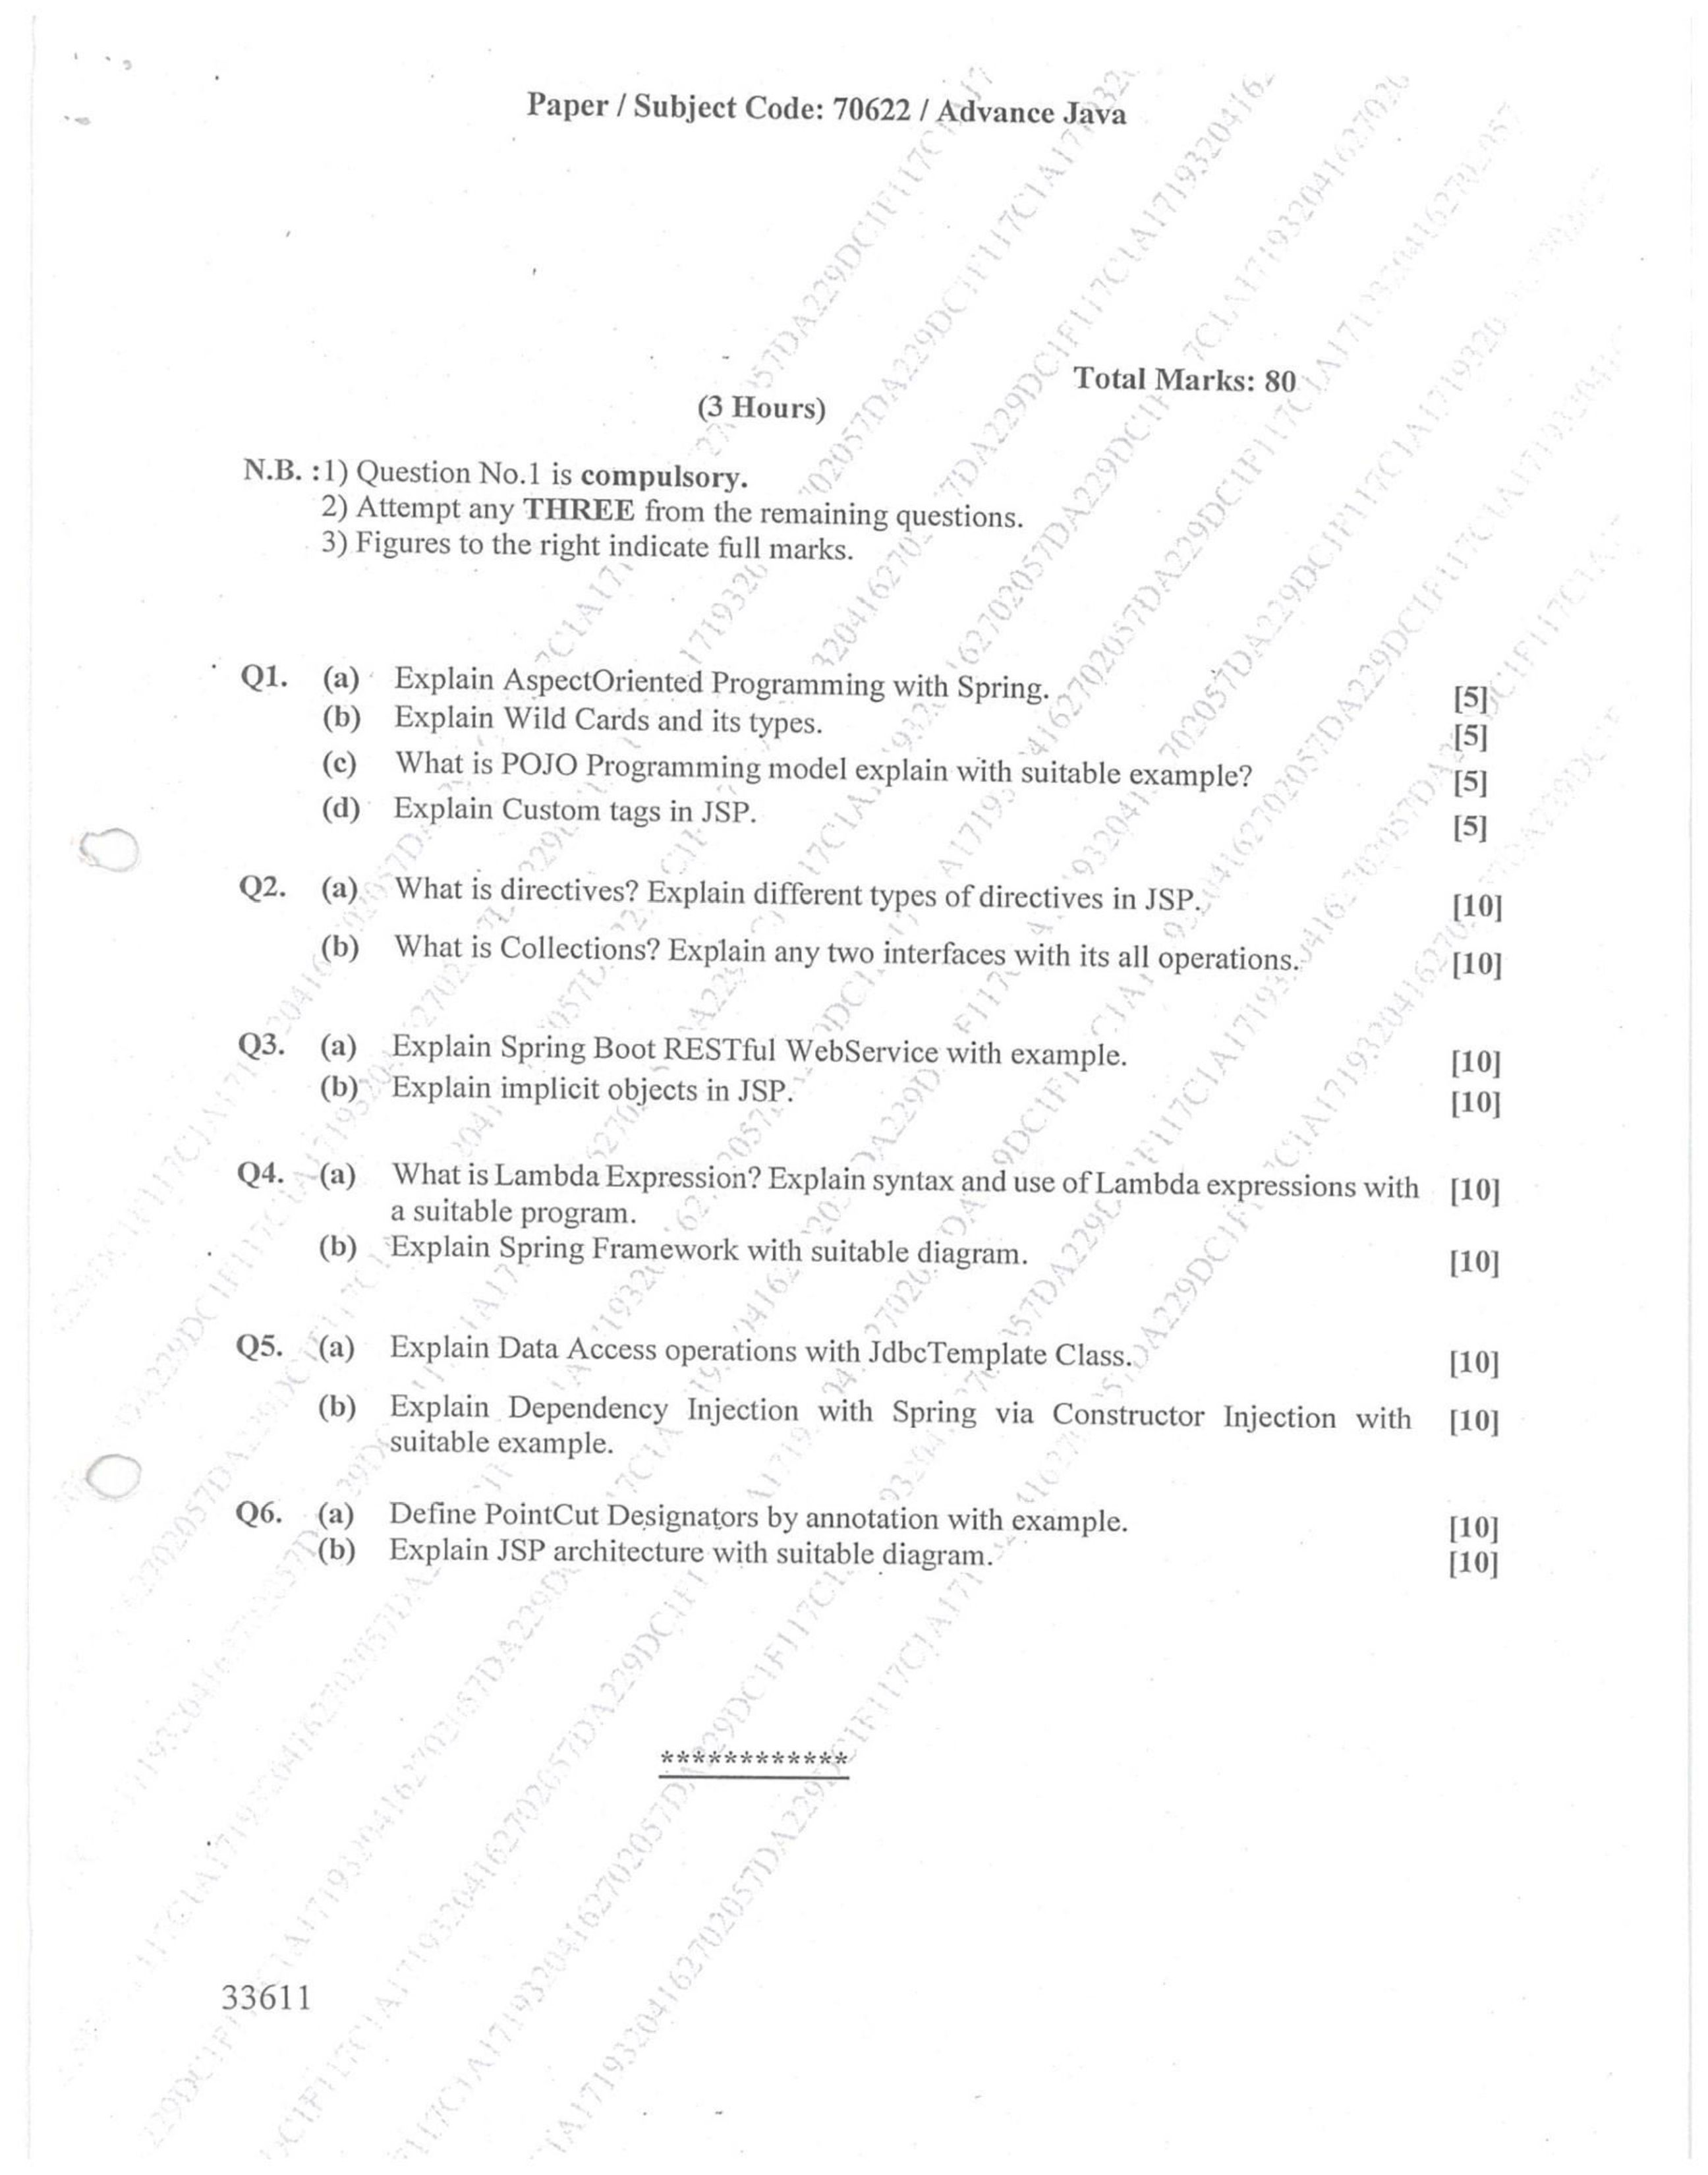 Paper / Subject Code: 70622 / Advance Java
Total Marks: 80
(3 Hours)
N.B. :1) Question No.1 is compulsory.
2) Attempt any THREE from the remaining questions.
3) Figures to the right indicate full marks.
Q1. (a) Explain AspectOriented Programming with Spring. [5]
(b) Explain Wild Cards and its types. [5]
(c) What is POJO Programming model explain with suitable example? [5]
(d) Explain Custom tags in JSP. [5]
Q2. (a) What is directives? Explain different types of directives in JSP. [10]
(b) What is Collections? Explain any two interfaces with its all operations. [10]
Q3. (a) Explain Spring Boot RESTful WebService with example. [10]
(b) Explain implicit objects in JSP. [10]
Q4. (a) What is Lambda Expression? Explain syntax and use of Lambda expressions with [10]
a suitable program.
(b) Explain Spring Framework with suitable diagram. [10]
Q5. (a) Explain Data Access operations with JdbcTemplate Class. [10]
(b) Explain Dependency Injection with Spring via Constructor Injection with [10]
suitable example.
Q6. (a) Define PointCut Designators by annotation with example. [10]
(b) Explain JSP architecture with suitable diagram. [10]
************
33611